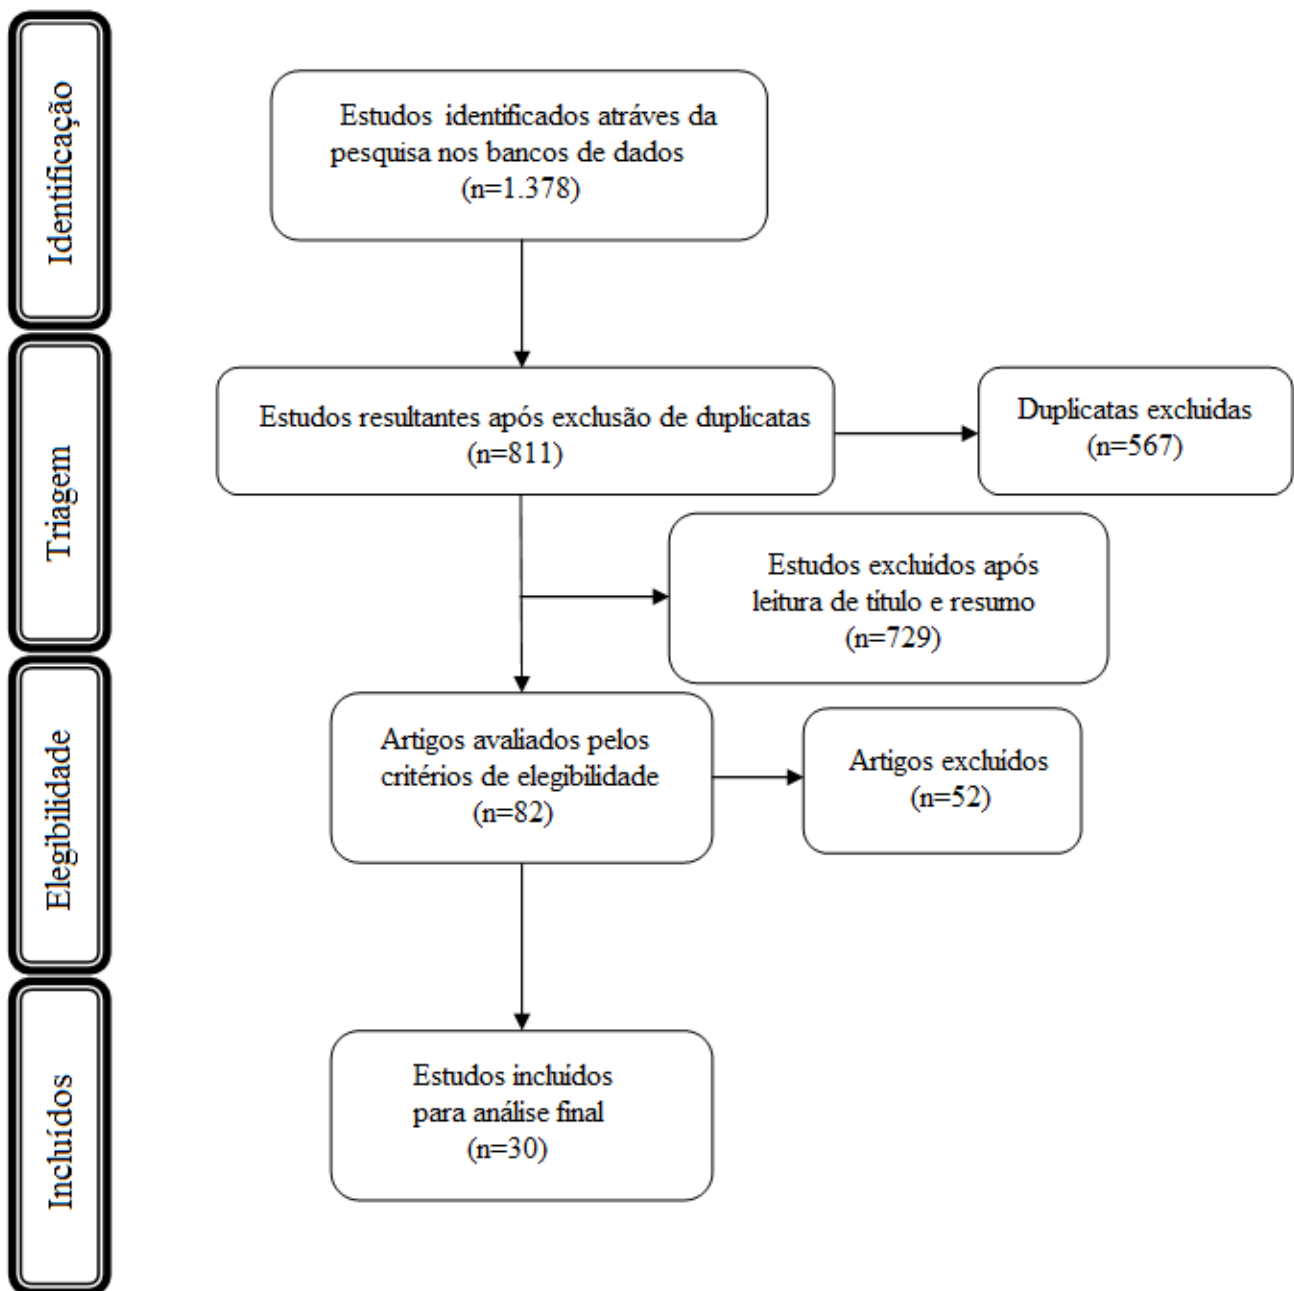 Identificação
Estudos identificados atráves da
pesquisa nos bancos de dados
(n=1.378)
Triagem
Estudos resultantes após exclusão de duplicatas
(n=811)
Duplicatas excluidas
(n=567)
Estudos excluidos após
leitura de título e resumo
(n=729)
Elegibilidade
Artigos avaliados pelos
critérios de elegibilidade
(n=82)
Artigos excluídos
(n=52)
Incluídos
Estudos incluídos
para análise final
(n=30)